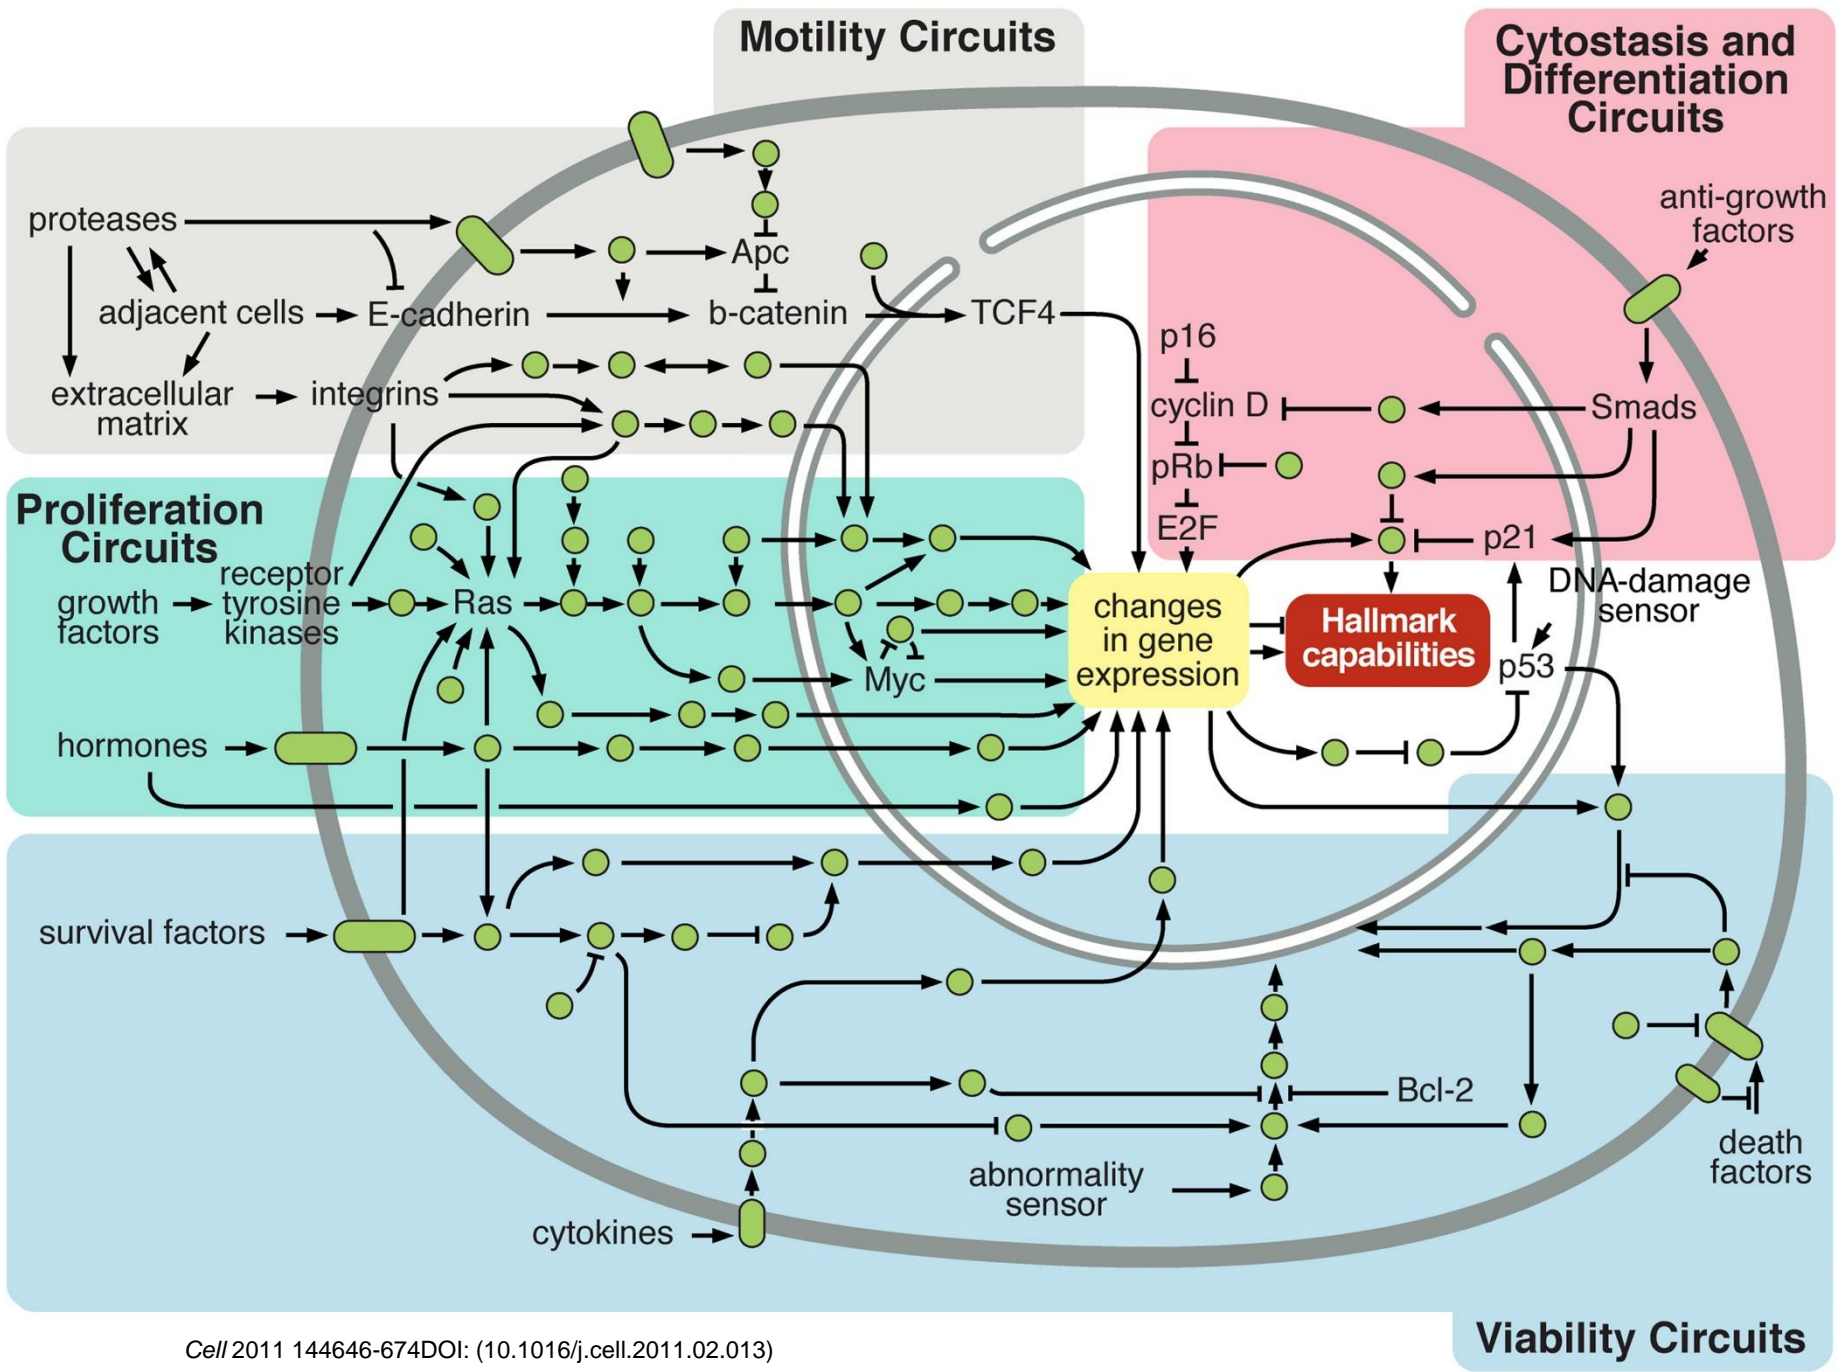 Motility Circuits
Cytostasis and
Differentiation
Circuits
anti-growth
factors
proteases
Apc
adjacent cells
E-cadherin
b-catenin
TCF4
p16
extracellular
matrix
integrins
cyclin D
Smads
pRb
Proliferation
Circuits
E2F
p21
receptor
tyrosine
kinases
growth
factors
Ras
DNA-damage
sensor
changes
in gene
expression
Hallmark
capabilities
p53
Myc
hormones
survival factors
Bcl-2
abnormality
sensor
death
factors
cytokines
Viability Circuits
Cell 2011 144646-674DOI: (10.1016/j.cell.2011.02.013)